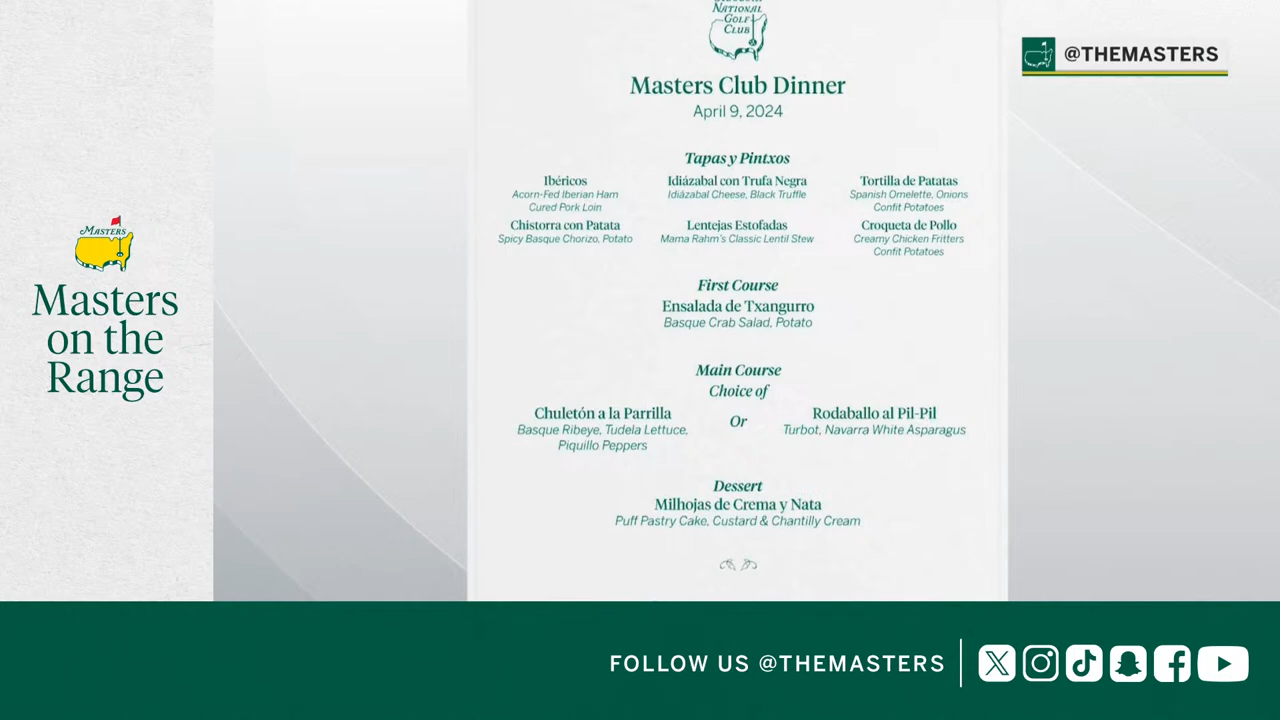 NATIONAL
GOLF
CLUB
@THEMASTERS
Masters Club Dinner
April 9, 2024
Tapas y Pintxos
Ibéricos
Acorn-Fed Iberian Ham
Cured Pork Loin
Idiázabal con Trufa Negra
Idiázabal Cheese, Black Truffle
Tortilla de Patatas
Spanish Omelette, Onions
Confit Potatoes
Chistorra con Patata
Spicy Basque Chorizo, Potato
Lentejas Estofadas
Mama Rahm's Classic Lentil Stew
Croqueta de Pollo
Creamy Chicken Fritters
Confit Potatoes
First Course
Ensalada de Txangurro
Basque Crab Salad, Potato
Main Course
Choice of
Chuletón a la Parrilla
Basque Ribeye, Tudela Lettuce,
Piquillo Peppers
Or
Rodaballo al Pil-Pil
Turbot, Navarra White Asparagus
Dessert
Milhojas de Crema y Nata
Puff Pastry Cake, Custard & Chantilly Cream
MASTERS
Masters
on the
Range
FOLLOW US @THEMASTERS